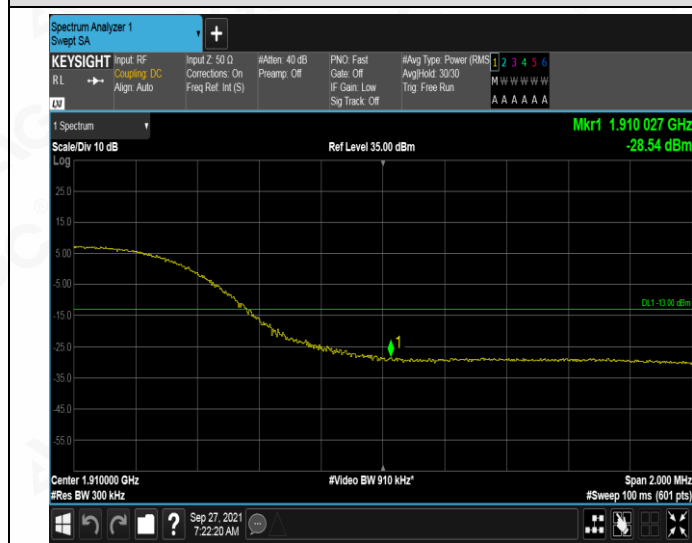 Spectrum Analyzer 1
Swept SA
+
KEYSIGHT
RL
LXI
Input: RF
Coupling: DC
Align: Auto
Input Z: 50 Ω
Corrections: On
Freq Ref: Int (S)
#Atten: 40 dB
Preamp: Off
PNO: Fast
Gate: Off
IF Gain: Low
Sig Track: Off
#Avg Type: Power (RMS
Avg|Hold: 30/30
Trig: Free Run
1 2 3 4 5 6
M W W W W W
A A A A A A
1 Spectrum
Scale/Div 10 dB
Ref Level 35.00 dBm
Mkr1 1.910 027 GHz
-28.54 dBm
Log
25.0
15.0
5.00
-5.00
DL1 -13.00 dBm
-15.0
-25.0
1
-35.0
-45.0
-55.0
Center 1.910000 GHz
#Video BW 910 kHz*
Span 2.000 MHz
#Res BW 300 kHz
#Sweep 100 ms (601 pts)
?
Sep 27, 2021
7:22:20 AM